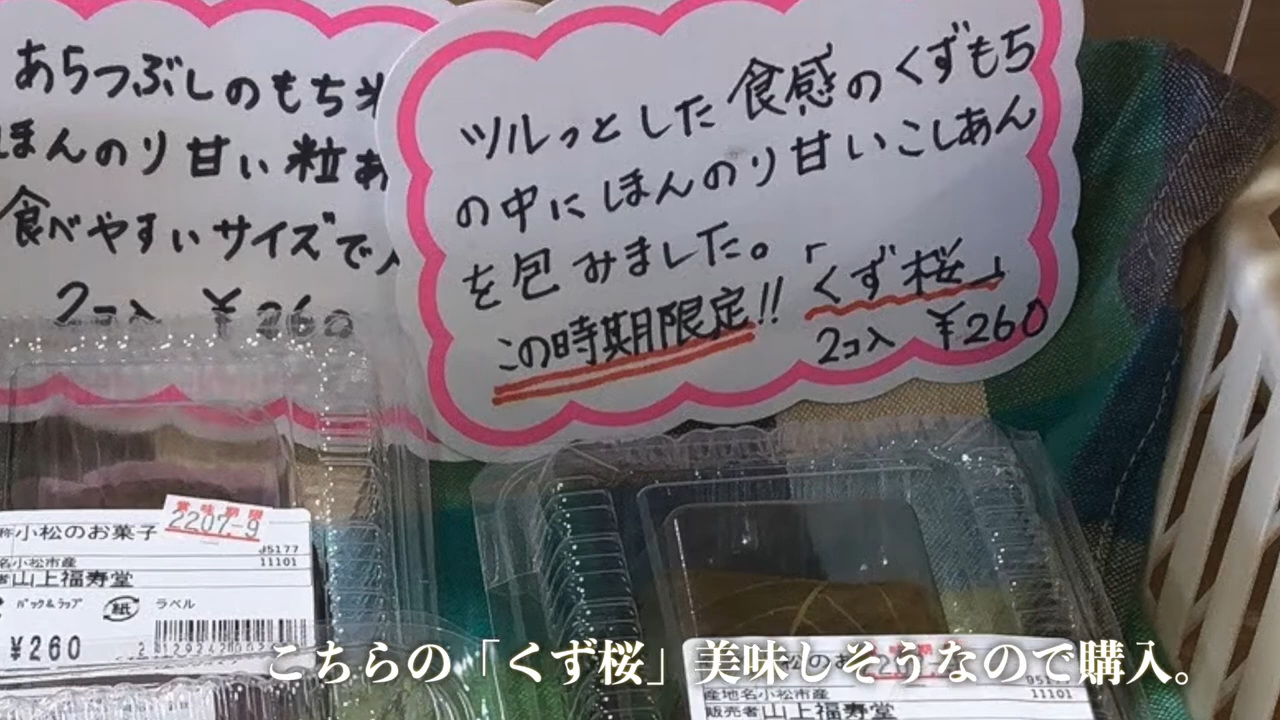 あらつぶしのもち米
ほんのり甘い粒あ
食べやすいサイズで
2コ入 ¥260
ツルっとした食感のくずもち
の中にほんのり甘いこしあん
を包みました。「くず桜」
この時期限定!! 2コ入 ¥260
賞味期限
2207.-9
小松のお菓子
95177
名小松市産
11101
山上福寿堂
パック&ラップ 紙 ラベル
¥260
産地名小松市産
11101
販売者山上福寿堂
こちらの「くず桜」美味しそうなので購入。